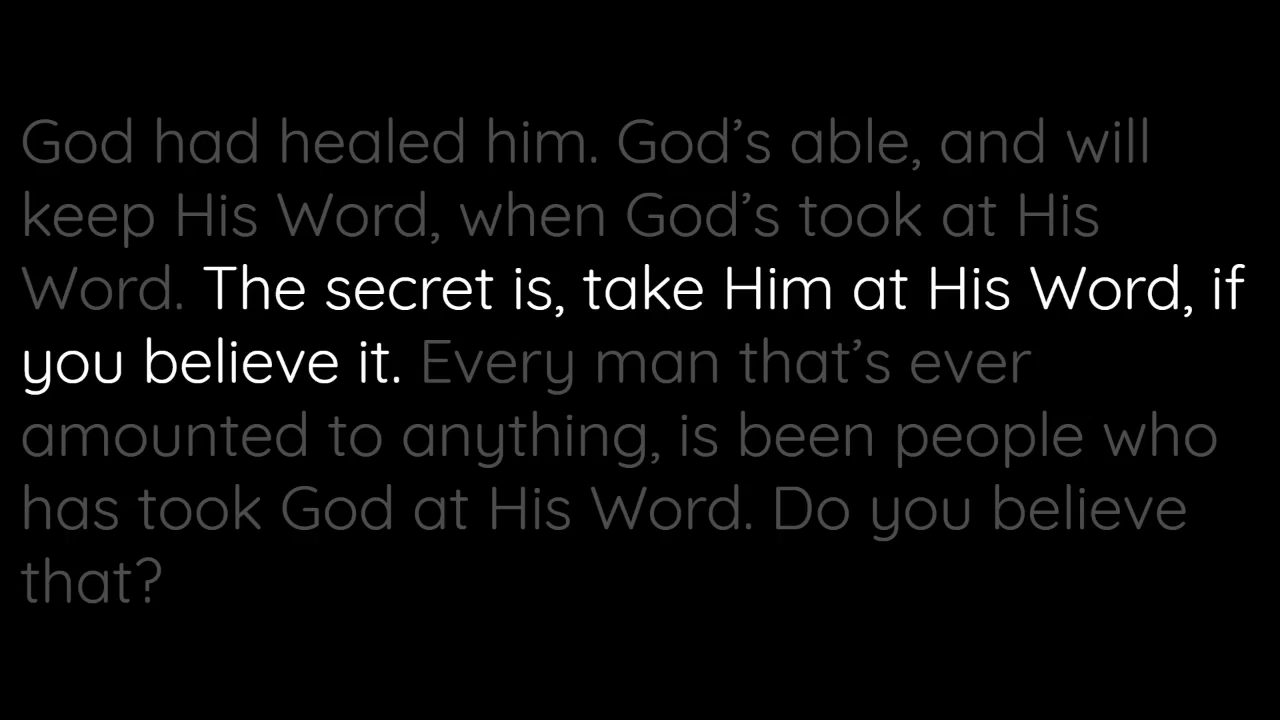 God had healed him. God’s able, and will
keep His Word, when God’s took at His
Word. The secret is, take Him at His Word, if
you believe it. Every man that’s ever
amounted to anything, is been people who
has took God at His Word. Do you believe
that?